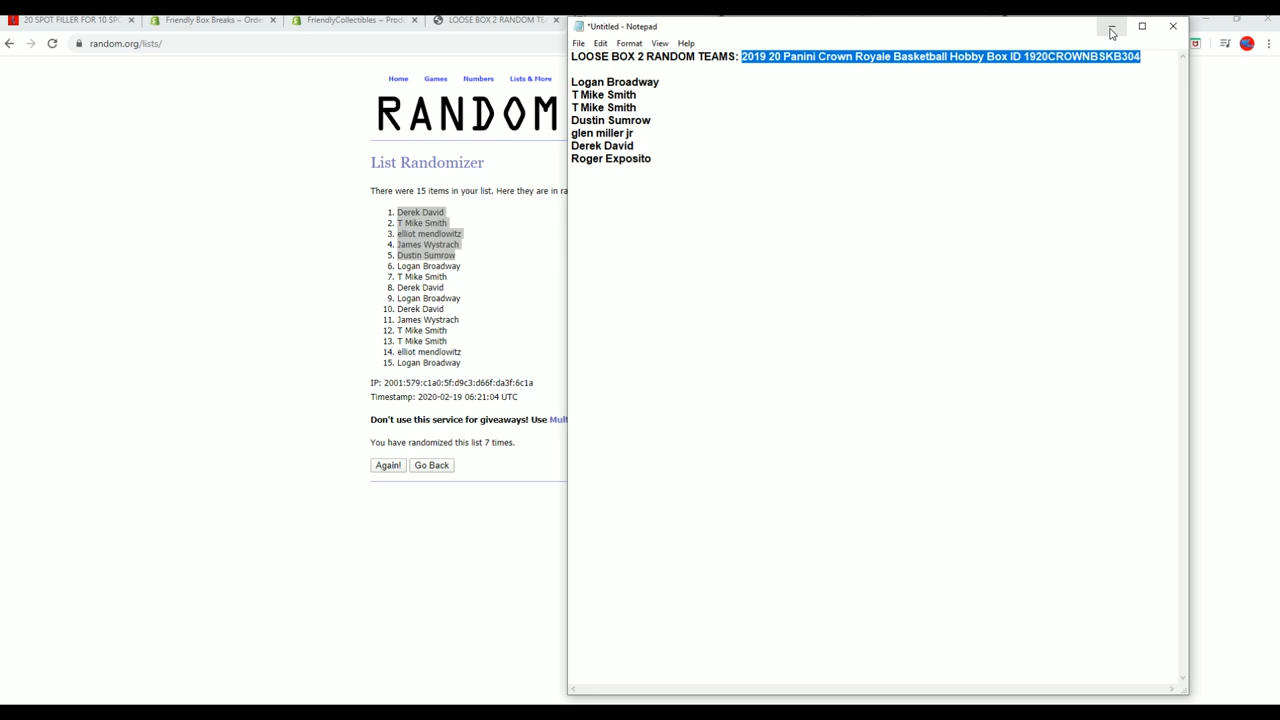 20 SPOT FILLER FOR 10 SPO
Friendly Box Breaks – Orde
FriendlyCollectibles – Produ
LOOSE BOX 2 RANDOM TE
random.org/lists/
*Untitled - Notepad
File Edit Format View Help
LOOSE BOX 2 RANDOM TEAMS: 2019 20 Panini Crown Royale Basketball Hobby Box ID 1920CROWNBSKB304
Logan Broadway
T Mike Smith
T Mike Smith
Dustin Sumrow
glen miller jr
Derek David
Roger Exposito
Home Games Numbers Lists & More
RANDOM
List Randomizer
There were 15 items in your list. Here they are in ra
1. Derek David
2. T Mike Smith
3. elliot mendlowitz
4. James Wystrach
5. Dustin Sumrow
6. Logan Broadway
7. T Mike Smith
8. Derek David
9. Logan Broadway
10. Derek David
11. James Wystrach
12. T Mike Smith
13. T Mike Smith
14. elliot mendlowitz
15. Logan Broadway
IP: 2001:579:c1a0:5f:d9c3:d66f:da3f:6c1a
Timestamp: 2020-02-19 06:21:04 UTC
Don't use this service for giveaways! Use Mult
You have randomized this list 7 times.
Again! Go Back